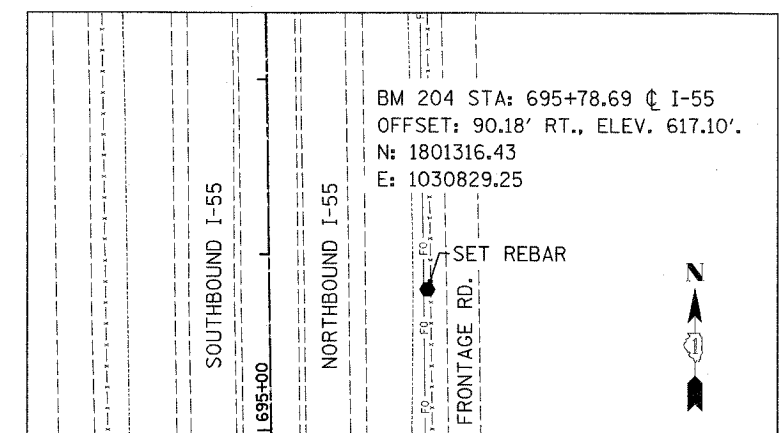 BM 204 STA: 695+78.69 ℄ I-55
OFFSET: 90.18' RT., ELEV. 617.10'.
N: 1801316.43
E: 1030829.25
SOUTHBOUND I-55
NORTHBOUND I-55
FO
SET REBAR
N
FRONTAGE RD.
FO
695+00
FO